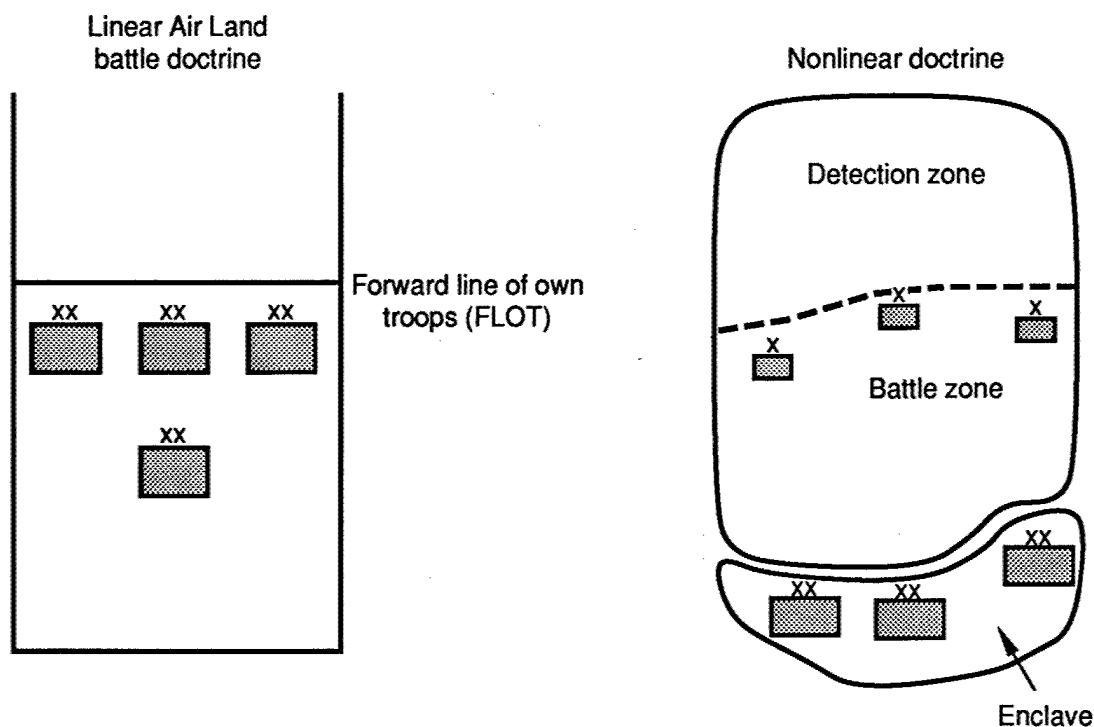 Linear Air Land
battle doctrine
XX XX XX
XX
Forward line of own
troops (FLOT)
Nonlinear doctrine
Detection zone
X
X
X
Battle zone
XX
XX XX
Enclave